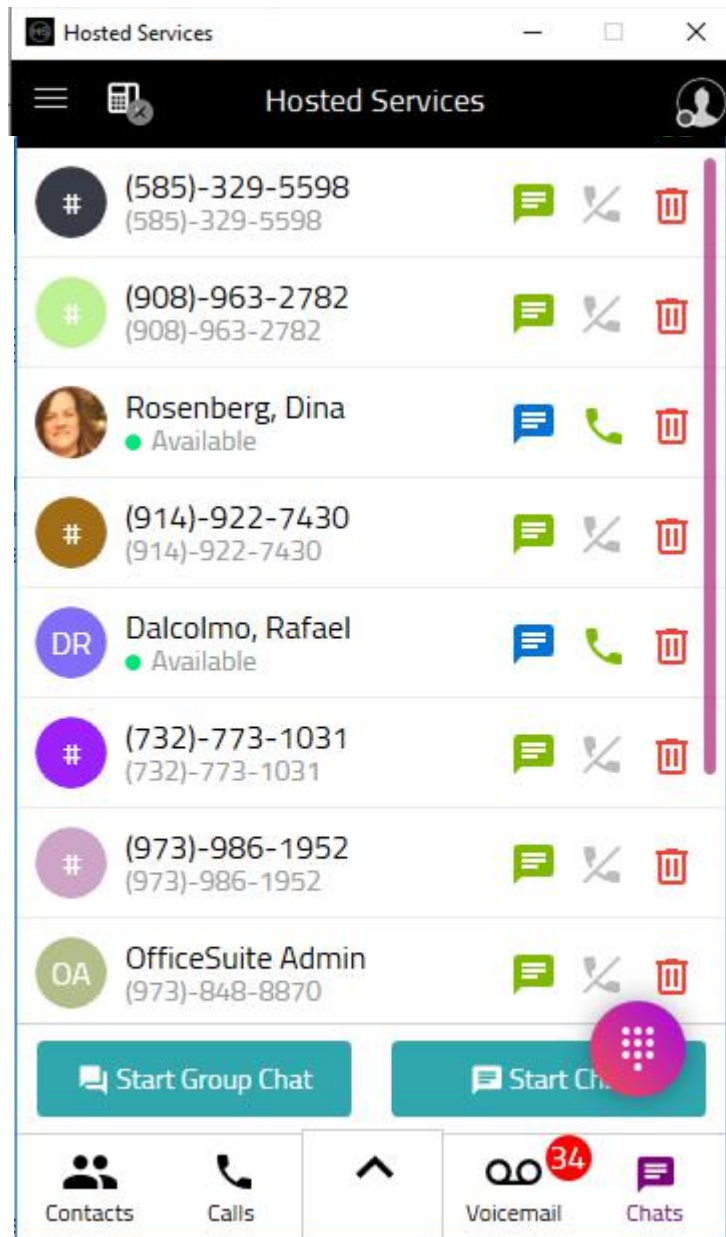 HS Hosted Services
Hosted Services
# (585)-329-5598
(585)-329-5598
# (908)-963-2782
(908)-963-2782
Rosenberg, Dina
Available
# (914)-922-7430
(914)-922-7430
DR Dalcolmo, Rafael
Available
# (732)-773-1031
(732)-773-1031
# (973)-986-1952
(973)-986-1952
OA OfficeSuite Admin
(973)-848-8870
Start Group Chat Start
34
Contacts Calls Voicemail Chats